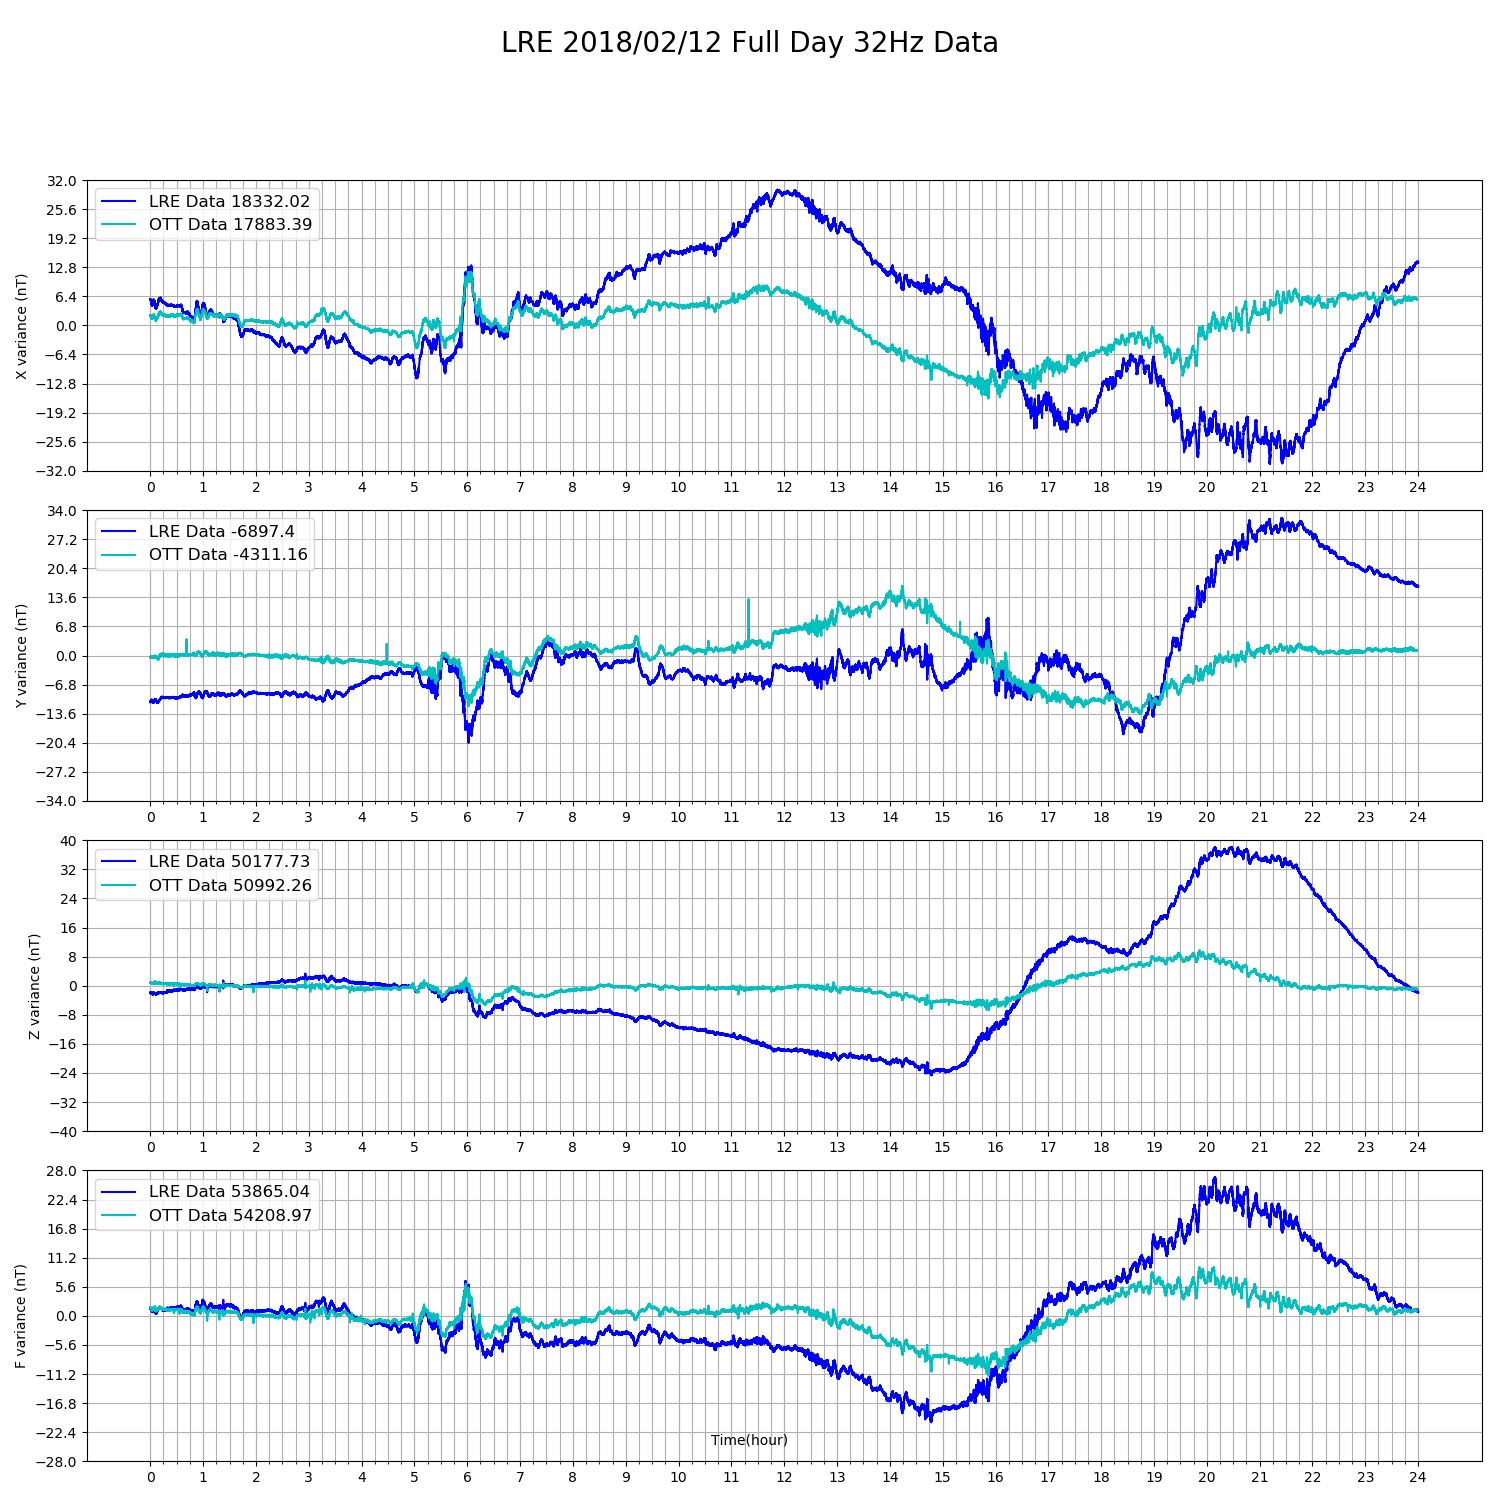 LRE 2018/02/12 Full Day 32Hz Data
X variance (nT)
32.0
25.6
19.2
12.8
6.4
0.0
−6.4
−12.8
−19.2
−25.6
−32.0
LRE Data 18332.02
OTT Data 17883.39
0 1 2 3 4 5 6 7 8 9 10 11 12 13 14 15 16 17 18 19 20 21 22 23 24
Y variance (nT)
34.0
27.2
20.4
13.6
6.8
0.0
−6.8
−13.6
−20.4
−27.2
−34.0
LRE Data -6897.4
OTT Data -4311.16
0 1 2 3 4 5 6 7 8 9 10 11 12 13 14 15 16 17 18 19 20 21 22 23 24
Z variance (nT)
40
32
24
16
8
0
−8
−16
−24
−32
−40
LRE Data 50177.73
OTT Data 50992.26
0 1 2 3 4 5 6 7 8 9 10 11 12 13 14 15 16 17 18 19 20 21 22 23 24
F variance (nT)
28.0
22.4
16.8
11.2
5.6
0.0
−5.6
−11.2
−16.8
−22.4
−28.0
LRE Data 53865.04
OTT Data 54208.97
Time(hour)
0 1 2 3 4 5 6 7 8 9 10 11 12 13 14 15 16 17 18 19 20 21 22 23 24